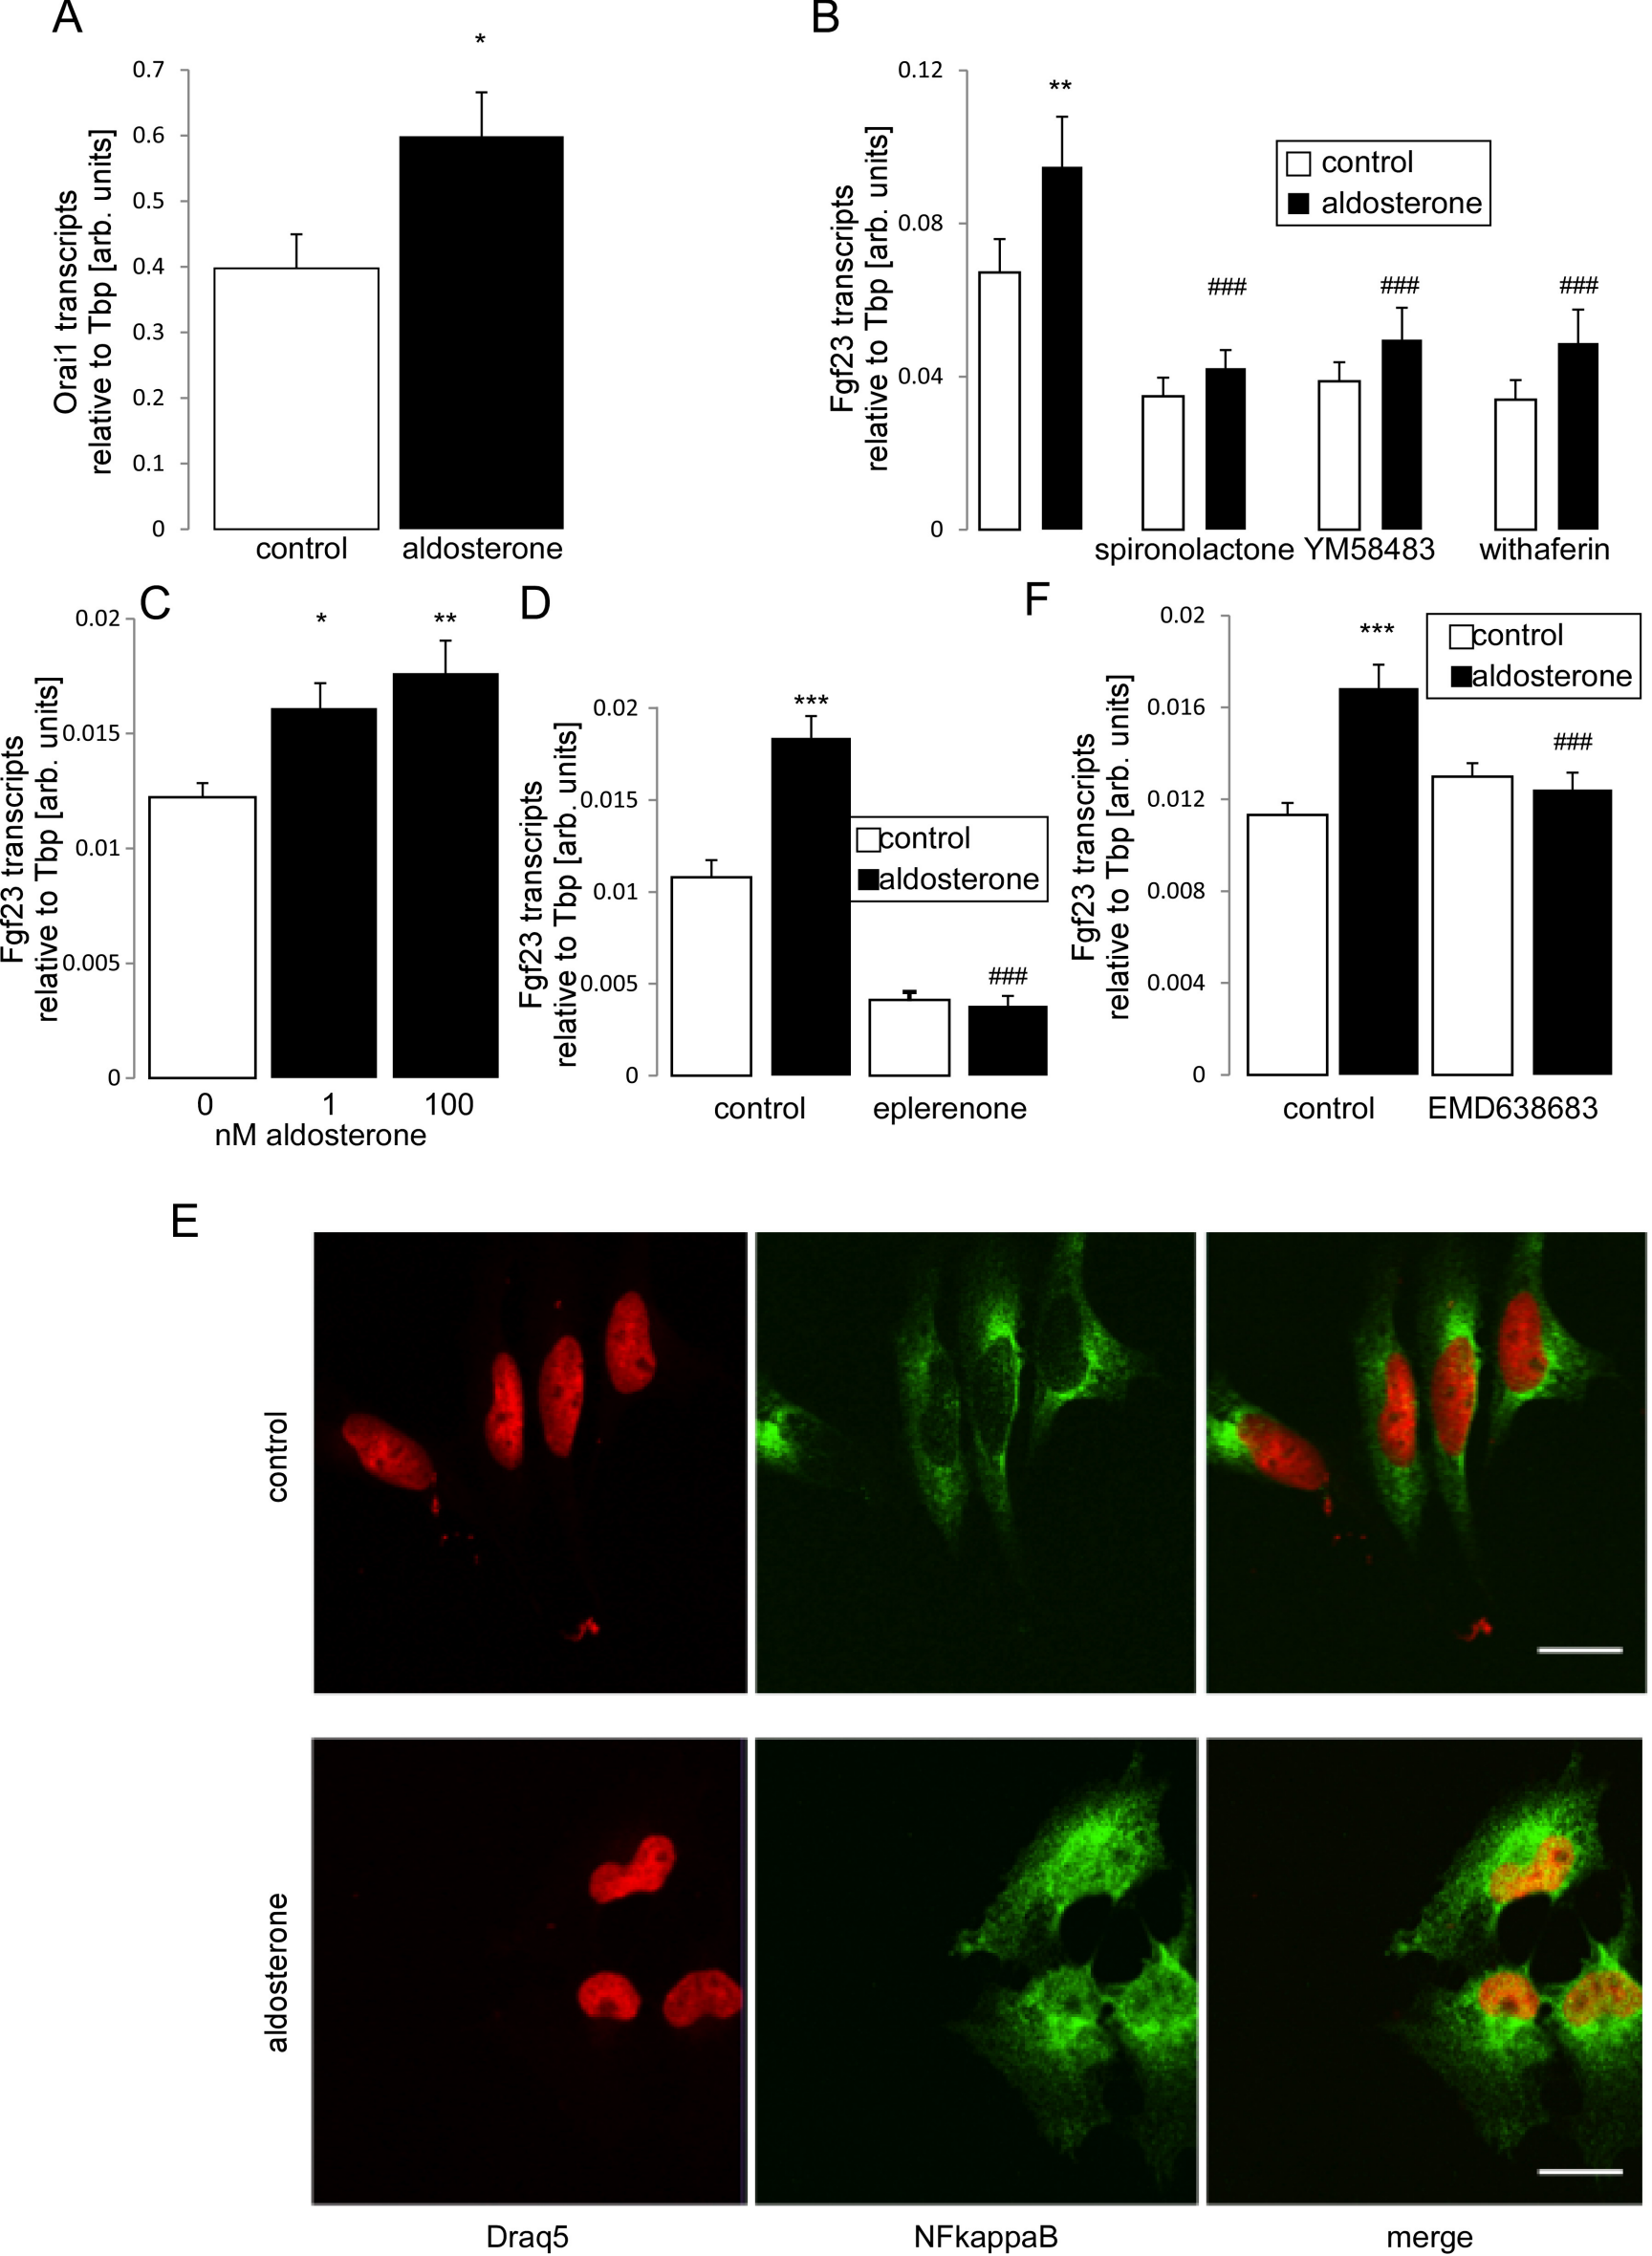 A
*
0.7
0.6
0.5
0.4
0.3
0.2
0.1
0
Orai1 transcripts
relative to Tbp [arb. units]
control
aldosterone
B
**
0.12
0.08
0.04
0
Fgf23 transcripts
relative to Tbp [arb. units]
control
aldosterone
###
###
###
spironolactone
YM58483
withaferin
C
*
**
0.02
0.015
0.01
0.005
0
Fgf23 transcripts
relative to Tbp [arb. units]
0
1
100
nM aldosterone
D
***
0.02
0.015
0.01
0.005
0
Fgf23 transcripts
relative to Tbp [arb. units]
control
aldosterone
###
control
eplerenone
F
***
0.02
0.016
0.012
0.008
0.004
0
Fgf23 transcripts
relative to Tbp [arb. units]
control
aldosterone
###
control
EMD638683
E
control
aldosterone
Draq5
NFkappaB
merge